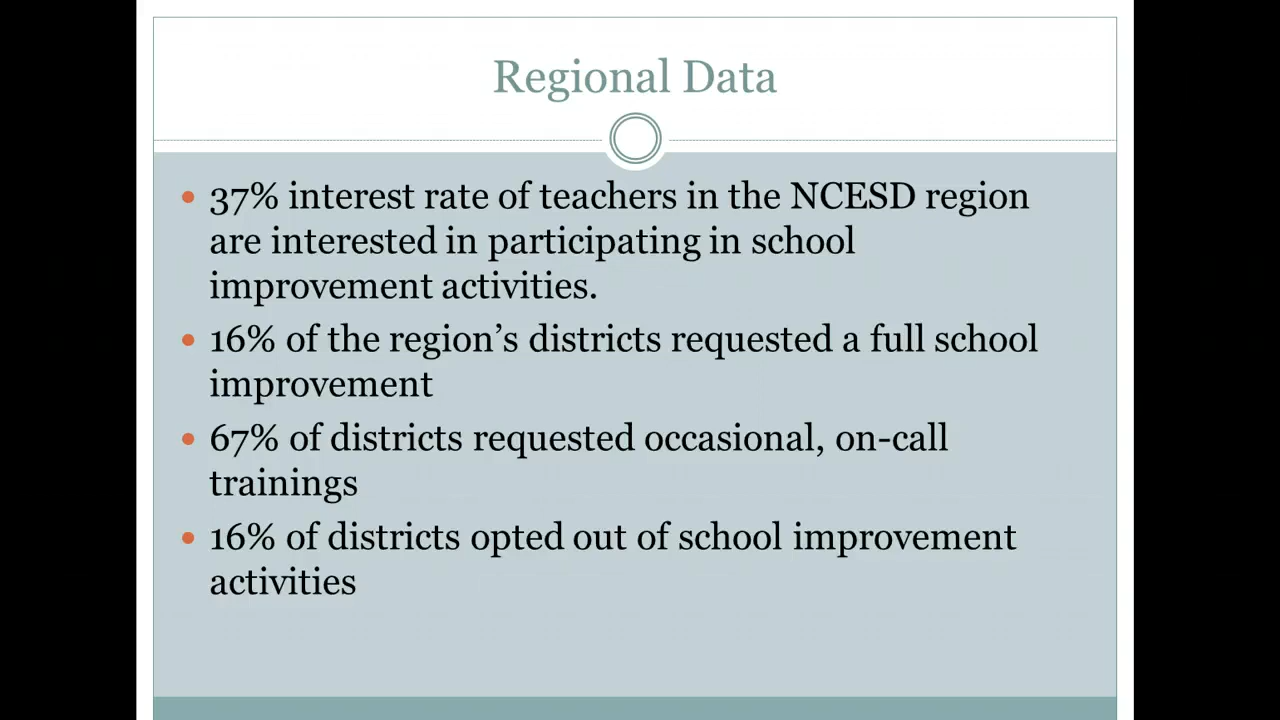 Regional Data
• 37% interest rate of teachers in the NCESD region
are interested in participating in school
improvement activities.
• 16% of the region's districts requested a full school
improvement
• 67% of districts requested occasional, on-call
trainings
• 16% of districts opted out of school improvement
activities